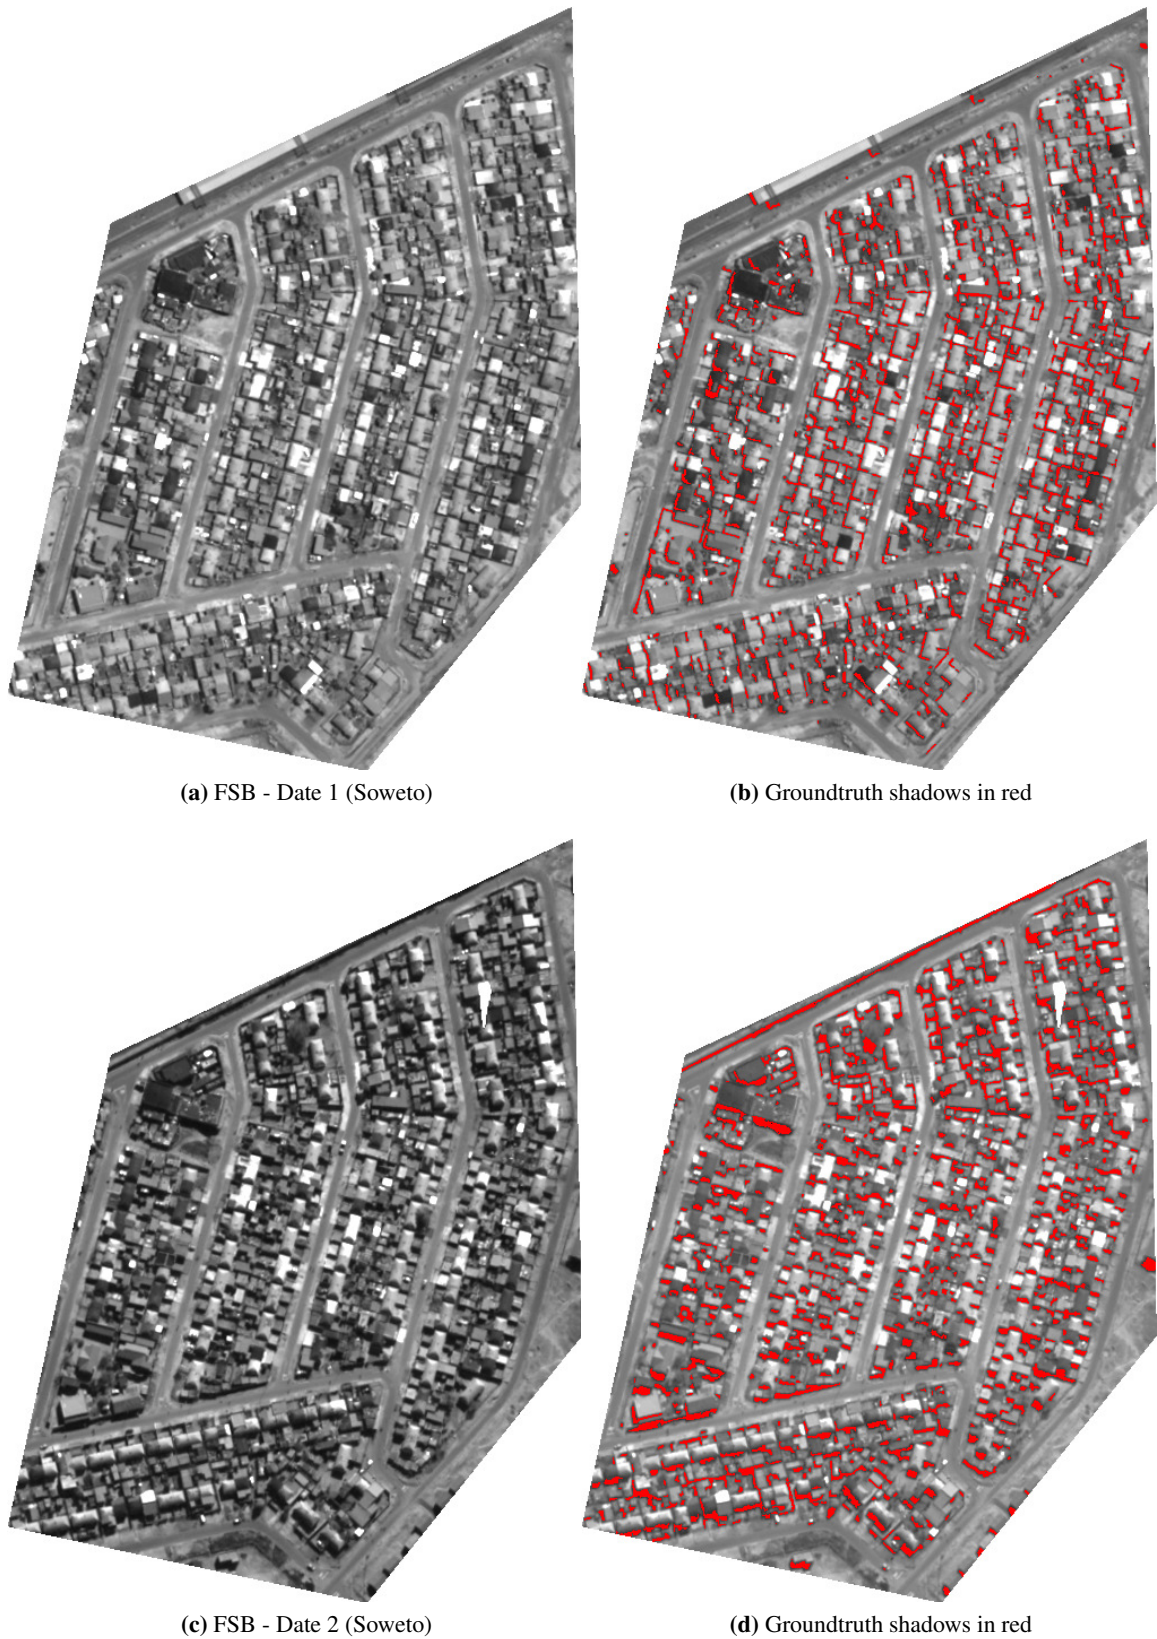 (a) FSB - Date 1 (Soweto)
(b) Groundtruth shadows in red
(c) FSB - Date 2 (Soweto)
(d) Groundtruth shadows in red